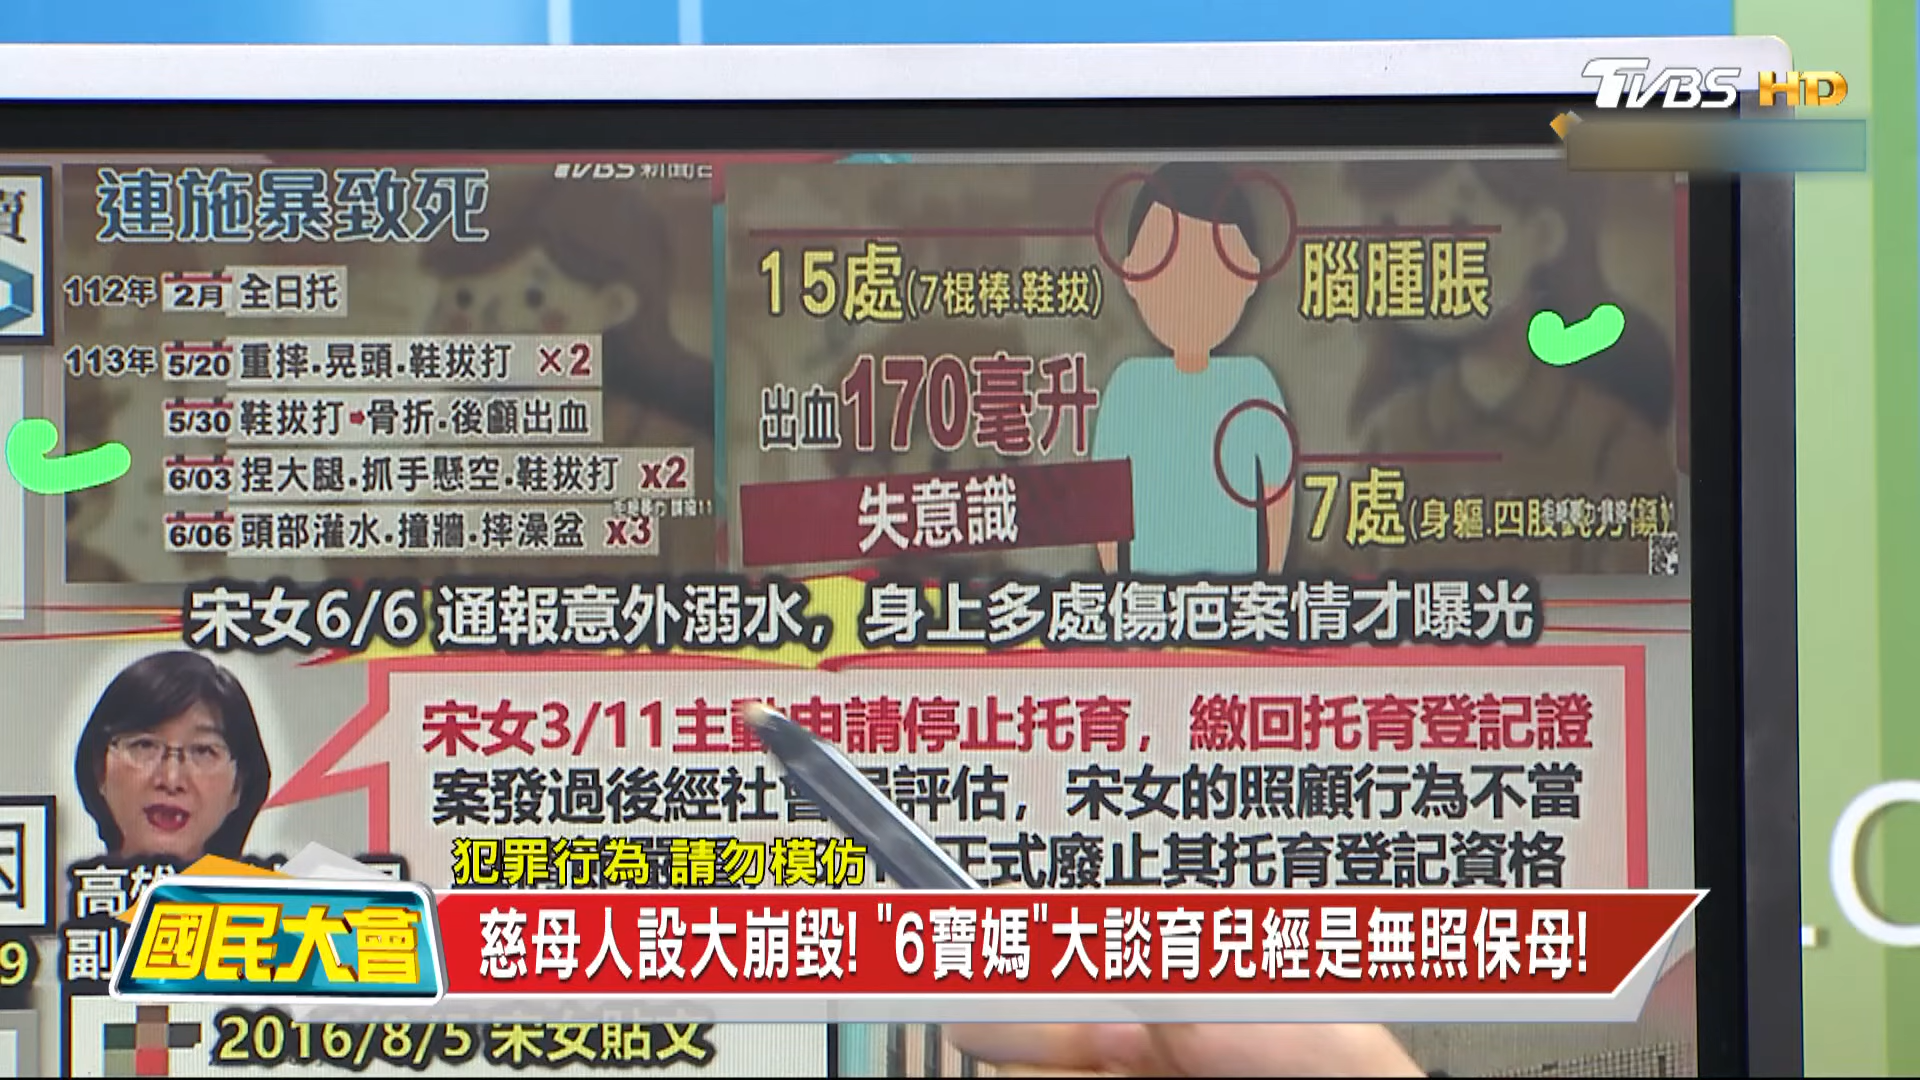 TVBS HD
連施暴致死
TVBS 新聞台
112年 2月 全日托
113年 5/20 重摔.晃頭.鞋拔打 ×2
5/30 鞋拔打➡骨折.後顱出血
6/03 捏大腿.抓手懸空.鞋拔打 x2
6/06 頭部灌水.撞牆.摔澡盆 x3
15處(7棍棒.鞋拔)
腦腫脹
出血170毫升
失意識
7處(身軀.四肢
宋女6/6 通報意外溺水，身上多處傷疤案情才曝光
宋女3/11主動申請停止托育，繳回托育登記證
案發過後經社會局評估，宋女的照顧行為不當
正式廢止其托育登記資格
高雄
副
犯罪行為 請勿模仿
國民大會
慈母人設大崩毀! "6寶媽"大談育兒經是無照保母!
9
2016/8/5 宋女貼文